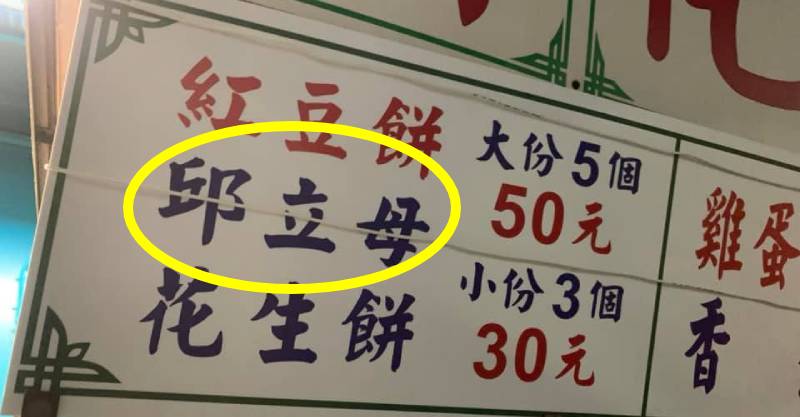 紅豆餅
邱立母
花生餅
大份5個
50元
小份3個
30元
雞蛋
香